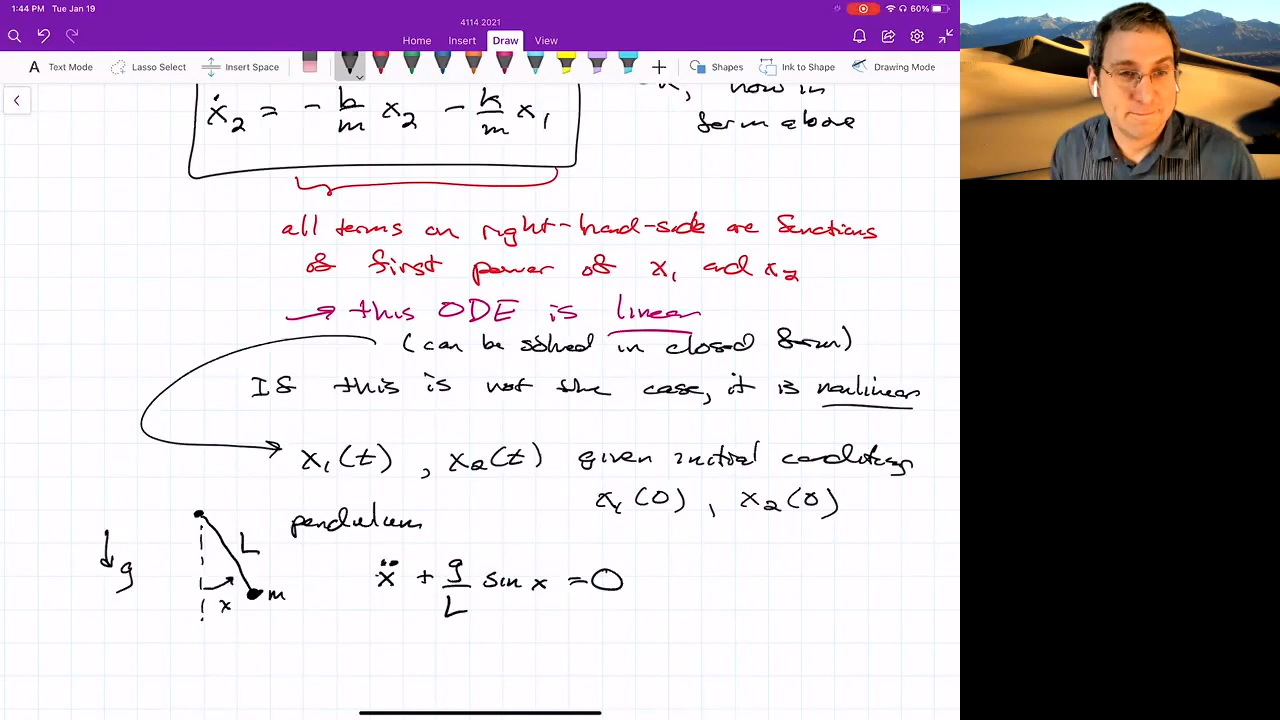 1:44 PM Tue Jan 19
60%
4114 2021
Home Insert Draw View
Text Mode Lasso Select Insert Space Shapes Ink to Shape Drawing Mode
ẋ₂ = - b/m x₂ - k/m x₁
now in
form above
all terms on right-hand-side are functions
of first power of x₁ and x₂
→ this ODE is linear
(can be solved in closed form)
If this is not the case, it is nonlinear
x₁(t), x₂(t) given initial conditions
x₁(0), x₂(0)
pendulum
g
L
x
m
ẍ + g/L sin x = 0